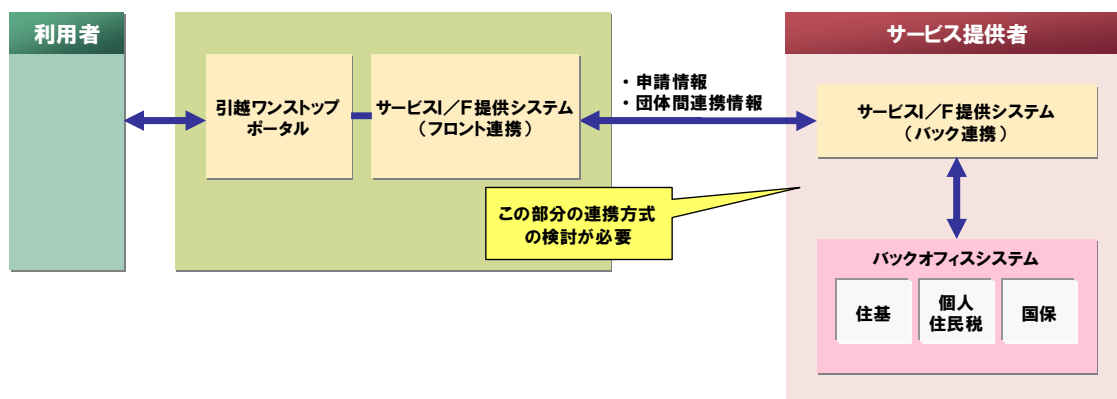 利用者
引越ワンストップ
ポータル
サービスI／F提供システム
（フロント連携）
・ 申請情報
・ 団体間連携情報
この部分の連携方式
の検討が必要
サービス提供者
サービスI／F提供システム
（バック連携）
バックオフィスシステム
住基
個人
住民税
国保